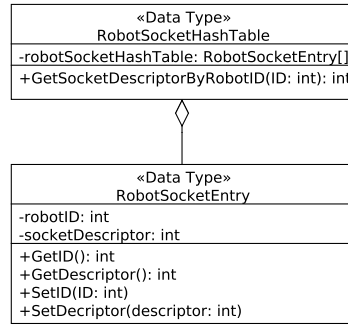 «Data Type»
RobotSocketHashTable
-robotSocketHashTable: RobotSocketEntry[]
+GetSocketDescriptorByRobotID(ID: int): int
«Data Type»
RobotSocketEntry
-robotID: int
-socketDescriptor: int
+GetID(): int
+GetDescriptor(): int
+SetID(ID: int)
+SetDecriptor(descriptor: int)